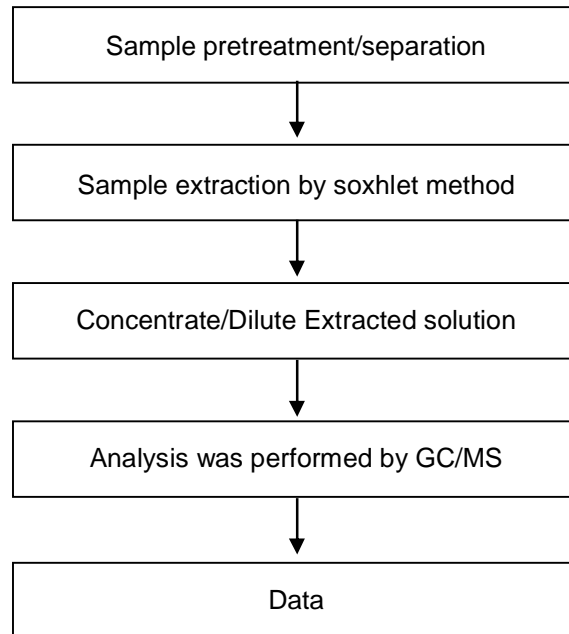 Sample pretreatment/separation
Sample extraction by soxhlet method
Concentrate/Dilute Extracted solution
Analysis was performed by GC/MS
Data